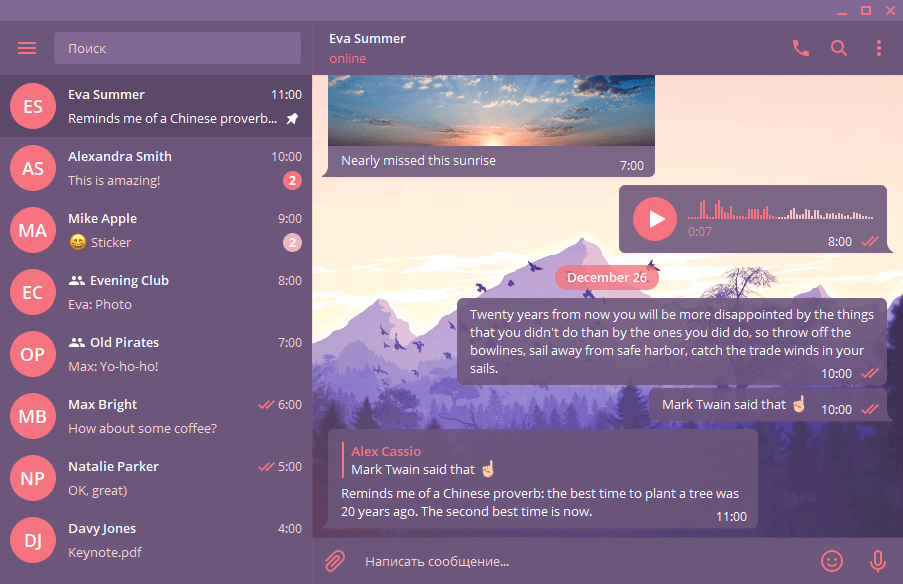 Поиск
ES
Eva Summer 11:00
Reminds me of a Chinese proverb...
AS
Alexandra Smith 10:00
This is amazing! 2
MA
Mike Apple 9:00
😄 Sticker 2
EC
Evening Club 8:00
Eva: Photo
OP
Old Pirates 7:00
Max: Yo-ho-ho!
MB
Max Bright 6:00
How about some coffee?
NP
Natalie Parker 5:00
OK, great)
DJ
Davy Jones 4:00
Keynote.pdf
Eva Summer
online
Nearly missed this sunrise
7:00
0:07
8:00
December 26
Twenty years from now you will be more disappointed by the things
that you didn't do than by the ones you did do, so throw off the
bowlines, sail away from safe harbor, catch the trade winds in your
sails.
10:00
Mark Twain said that ☝🏻 10:00
Alex Cassio
Mark Twain said that ☝🏻
Reminds me of a Chinese proverb: the best time to plant a tree was
20 years ago. The second best time is now.
11:00
Написать сообщение...